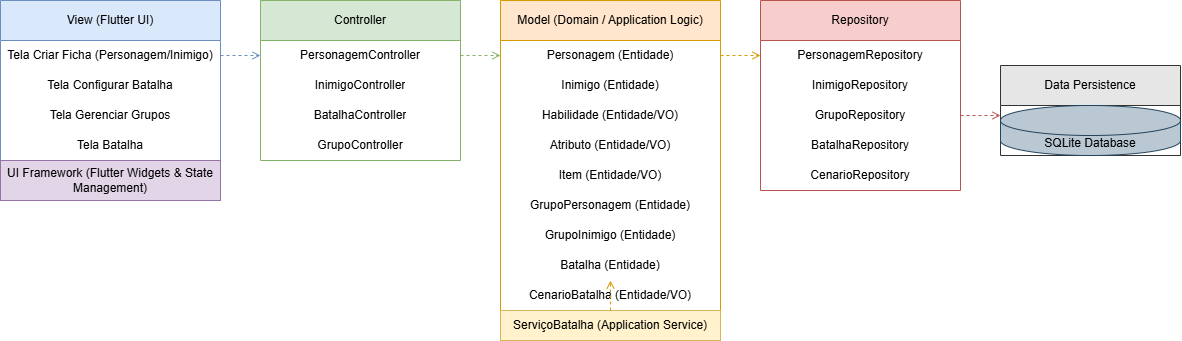 View (Flutter UI)
Tela Criar Ficha (Personagem/Inimigo)
Tela Configurar Batalha
Tela Gerenciar Grupos
Tela Batalha
UI Framework (Flutter Widgets & State
Management)
Controller
PersonagemController
InimigoController
BatalhaController
GrupoController
Model (Domain / Application Logic)
Personagem (Entidade)
Inimigo (Entidade)
Habilidade (Entidade/VO)
Atributo (Entidade/VO)
Item (Entidade/VO)
GrupoPersonagem (Entidade)
GrupoInimigo (Entidade)
Batalha (Entidade)
CenarioBatalha (Entidade/VO)
ServiçoBatalha (Application Service)
Repository
PersonagemRepository
InimigoRepository
GrupoRepository
BatalhaRepository
CenarioRepository
Data Persistence
SQLite Database